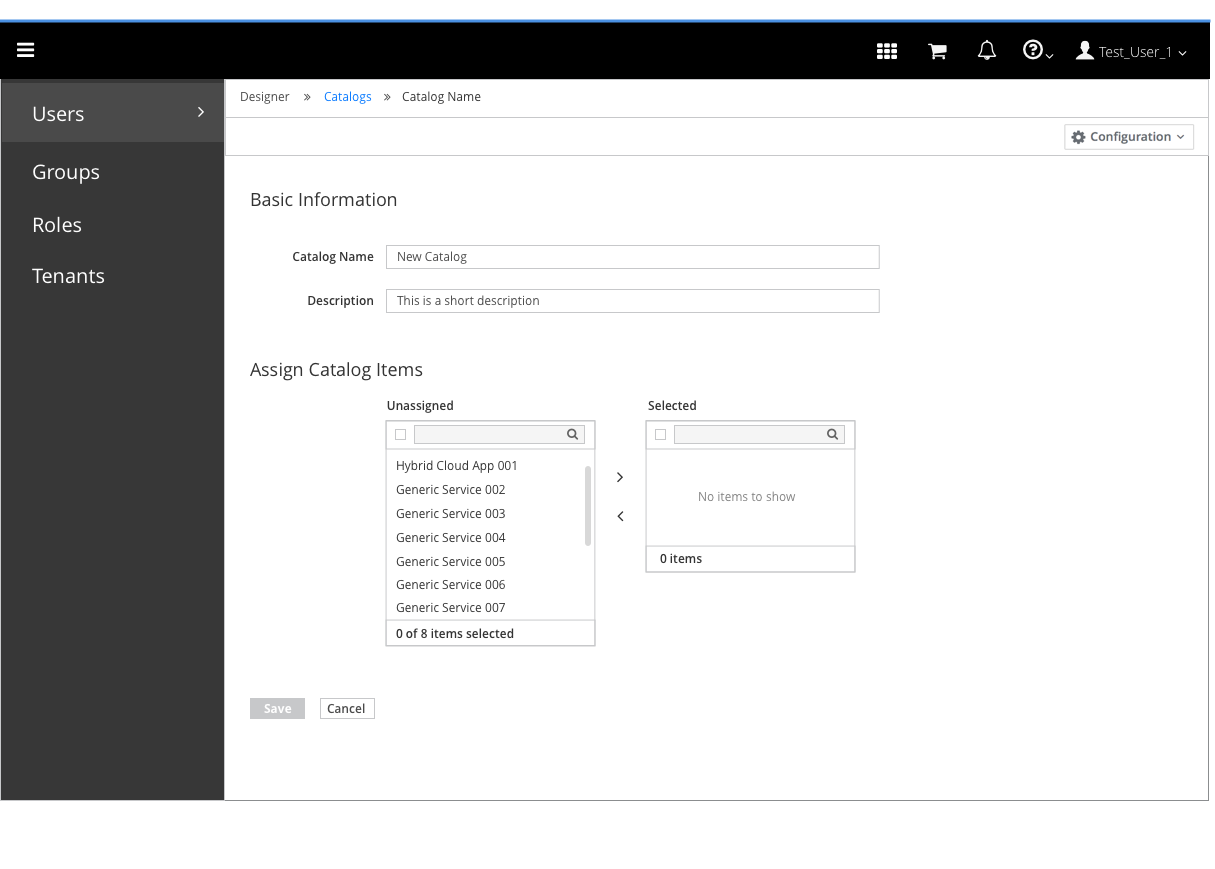 Test_User_1
Users
Groups
Roles
Tenants
Designer » Catalogs » Catalog Name
Configuration
Basic Information
Catalog Name New Catalog
Description This is a short description
Assign Catalog Items
Unassigned
Hybrid Cloud App 001
Generic Service 002
Generic Service 003
Generic Service 004
Generic Service 005
Generic Service 006
Generic Service 007
0 of 8 items selected
Selected
No items to show
0 items
Save Cancel